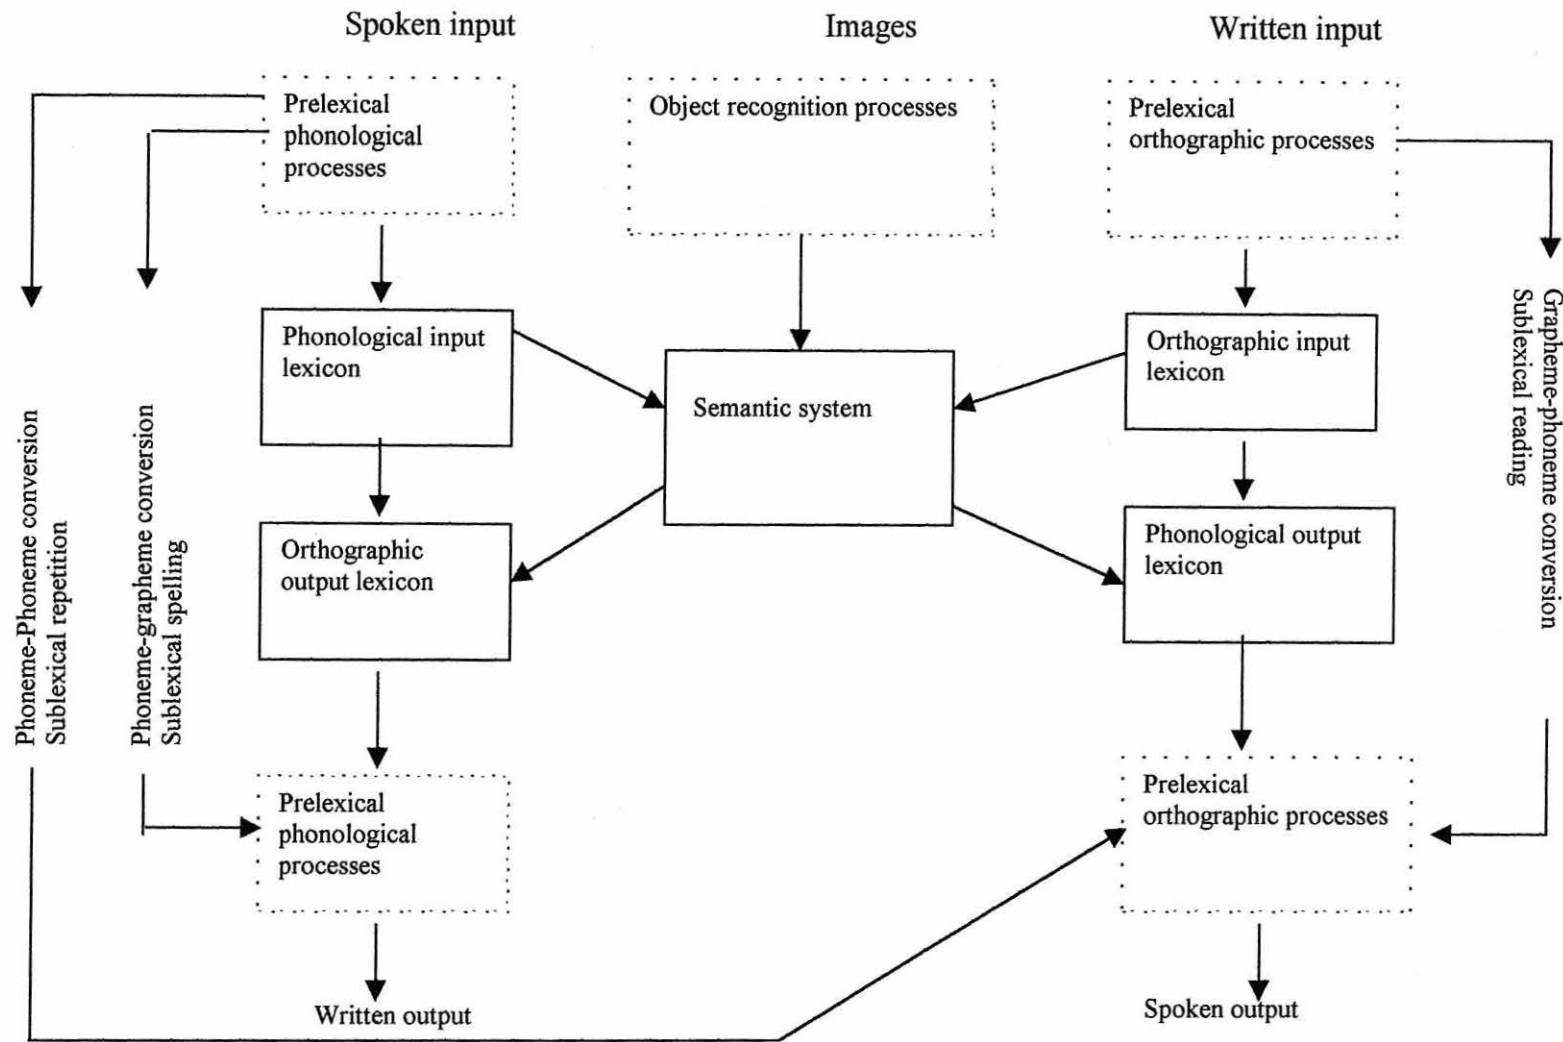 Spoken input
Images
Written input
Prelexical
phonological
processes
Object recognition processes
Prelexical
orthographic processes
Phonological input
lexicon
Semantic system
Orthographic input
lexicon
Phoneme-Phoneme conversion
Sublexical repetition
Phoneme-grapheme conversion
Sublexical spelling
Grapheme-phoneme conversion
Sublexical reading
Orthographic
output lexicon
Phonological output
lexicon
Prelexical
phonological
processes
Prelexical
orthographic processes
Written output
Spoken output